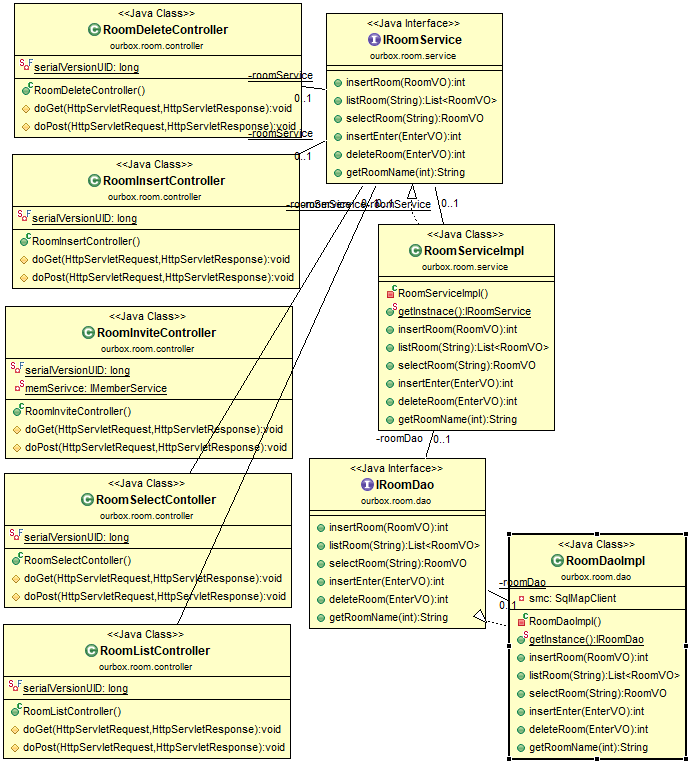 <<Java Class>>
RoomDeleteController
ourbox.room.controller
serialVersionUID: long
RoomDeleteController()
doGet(HttpServletRequest,HttpServletResponse):void
doPost(HttpServletRequest,HttpServletResponse):void
<<Java Interface>>
IRoomService
ourbox.room.service
insertRoom(RoomVO):int
listRoom(String):List<RoomVO>
selectRoom(String):RoomVO
insertEnter(EnterVO):int
deleteRoom(EnterVO):int
getRoomName(int):String
-roomService
0..1
-roomService
0..1
<<Java Class>>
RoomInsertController
ourbox.room.controller
serialVersionUID: long
RoomInsertController()
doGet(HttpServletRequest,HttpServletResponse):void
doPost(HttpServletRequest,HttpServletResponse):void
-roomService
0..1
-roomService
0..1
-roomService
0..1
<<Java Class>>
RoomServiceImpl
ourbox.room.service
RoomServiceImpl()
getInstnace():IRoomService
insertRoom(RoomVO):int
listRoom(String):List<RoomVO>
selectRoom(String):RoomVO
insertEnter(EnterVO):int
deleteRoom(EnterVO):int
getRoomName(int):String
<<Java Class>>
RoomInviteController
ourbox.room.controller
serialVersionUID: long
memSerivce: IMemberService
RoomInviteController()
doGet(HttpServletRequest,HttpServletResponse):void
doPost(HttpServletRequest,HttpServletResponse):void
-roomDao
0..1
<<Java Interface>>
IRoomDao
ourbox.room.dao
insertRoom(RoomVO):int
listRoom(String):List<RoomVO>
selectRoom(String):RoomVO
insertEnter(EnterVO):int
deleteRoom(EnterVO):int
getRoomName(int):String
<<Java Class>>
RoomSelectContoller
ourbox.room.controller
serialVersionUID: long
RoomSelectContoller()
doGet(HttpServletRequest,HttpServletResponse):void
doPost(HttpServletRequest,HttpServletResponse):void
-roomDao
0..1
<<Java Class>>
RoomDaoImpl
ourbox.room.dao
smc: SqlMapClient
RoomDaoImpl()
getInstance():IRoomDao
insertRoom(RoomVO):int
listRoom(String):List<RoomVO>
selectRoom(String):RoomVO
insertEnter(EnterVO):int
deleteRoom(EnterVO):int
getRoomName(int):String
<<Java Class>>
RoomListController
ourbox.room.controller
serialVersionUID: long
RoomListController()
doGet(HttpServletRequest,HttpServletResponse):void
doPost(HttpServletRequest,HttpServletResponse):void